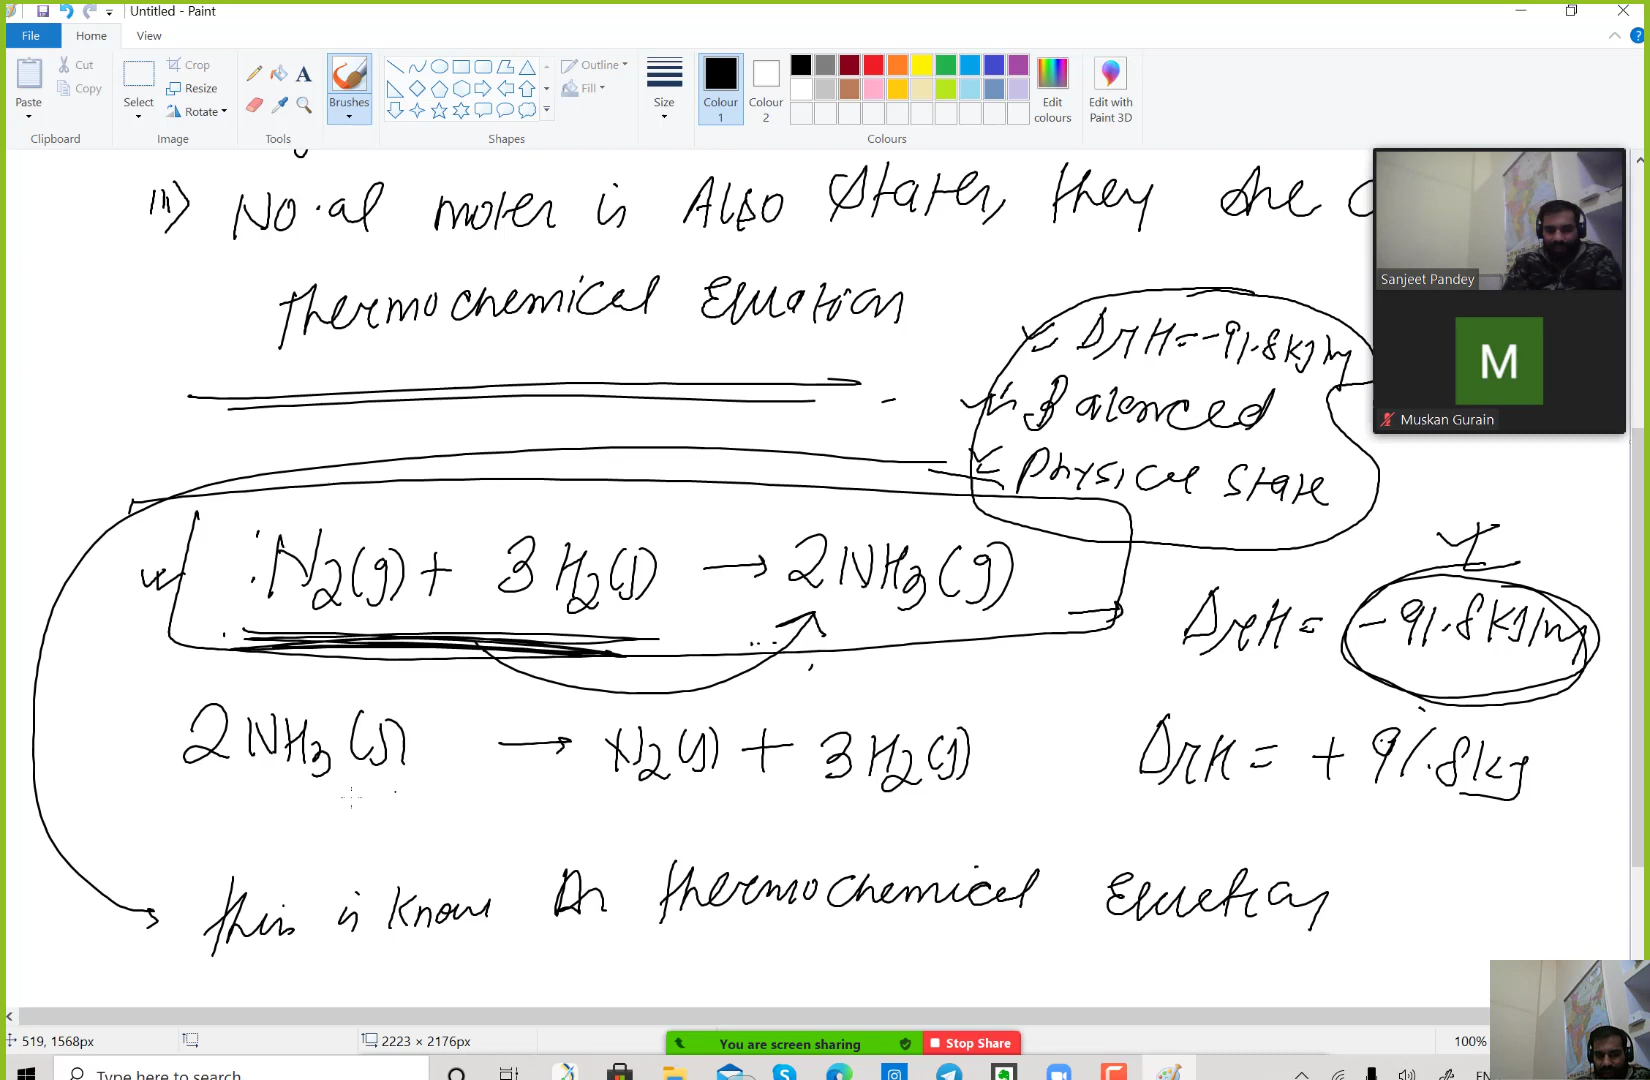 Untitled - Paint
File Home View
Paste
Cut
Copy
Clipboard
Select
Crop
Resize
Rotate
Image
Tools
Brushes
Shapes
Outline
Fill
Size
Colour 1
Colour 2
Edit colours
Edit with Paint 3D
Colours
III) No. of moles is Also States, they are
thermochemical Equation
ΔrH = -91.8 kJ/m
Balanced
Physical State
N2(g) + 3H2(g) → 2NH3(g) ΔrH = -91.8 kJ/m
2NH3(g) → N2(g) + 3H2(g) ΔrH = + 91.8 kJ
this is know As thermochemical Equation
Sanjeet Pandey
M
Muskan Gurain
519, 1568px 2223 × 2176px
You are screen sharing Stop Share
100%
Type here to search